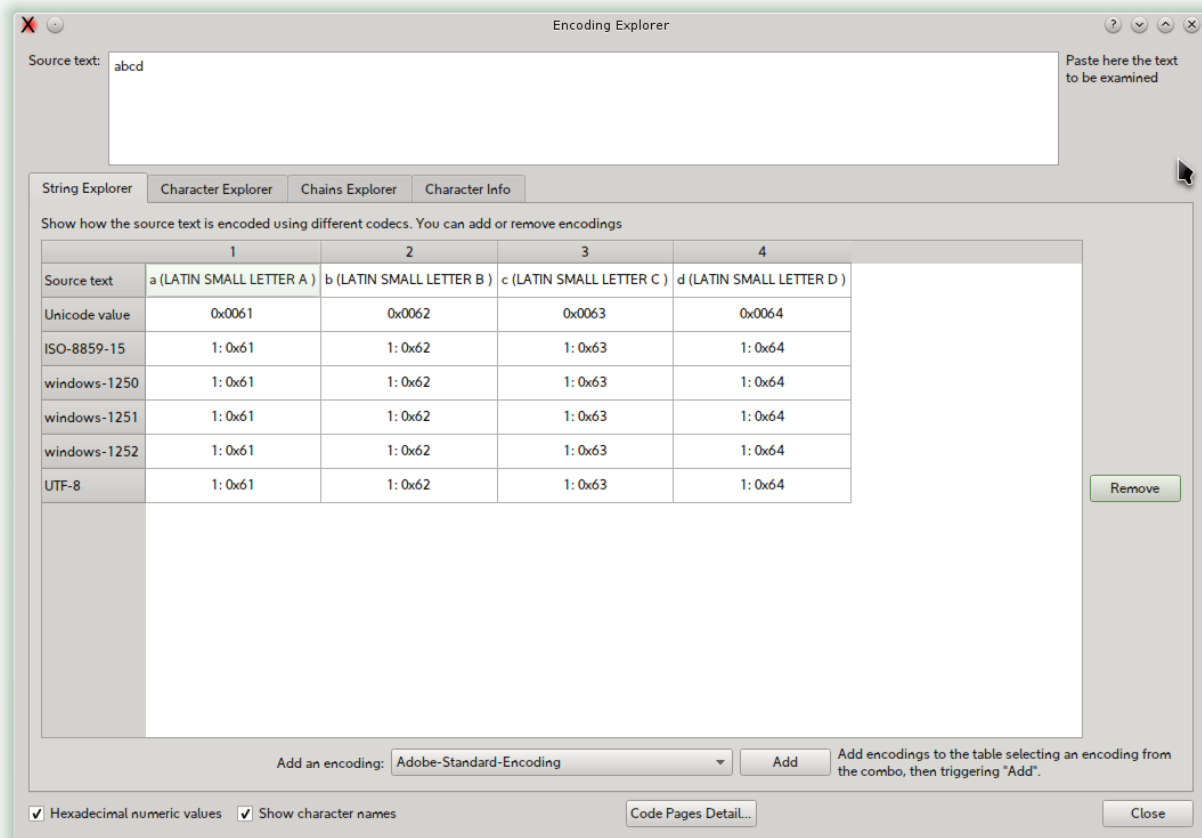 Encoding Explorer
Source text: abcd Paste here the text
to be examined
String Explorer Character Explorer Chains Explorer Character Info
Show how the source text is encoded using different codecs. You can add or remove encodings
1 2 3 4
Source text a (LATIN SMALL LETTER A ) b (LATIN SMALL LETTER B ) c (LATIN SMALL LETTER C ) d (LATIN SMALL LETTER D )
Unicode value 0x0061 0x0062 0x0063 0x0064
ISO-8859-15 1: 0x61 1: 0x62 1: 0x63 1: 0x64
windows-1250 1: 0x61 1: 0x62 1: 0x63 1: 0x64
windows-1251 1: 0x61 1: 0x62 1: 0x63 1: 0x64
windows-1252 1: 0x61 1: 0x62 1: 0x63 1: 0x64
UTF-8 1: 0x61 1: 0x62 1: 0x63 1: 0x64
Remove
Add an encoding: Adobe-Standard-Encoding Add Add encodings to the table selecting an encoding from
the combo, then triggering "Add".
Hexadecimal numeric values Show character names Code Pages Detail... Close